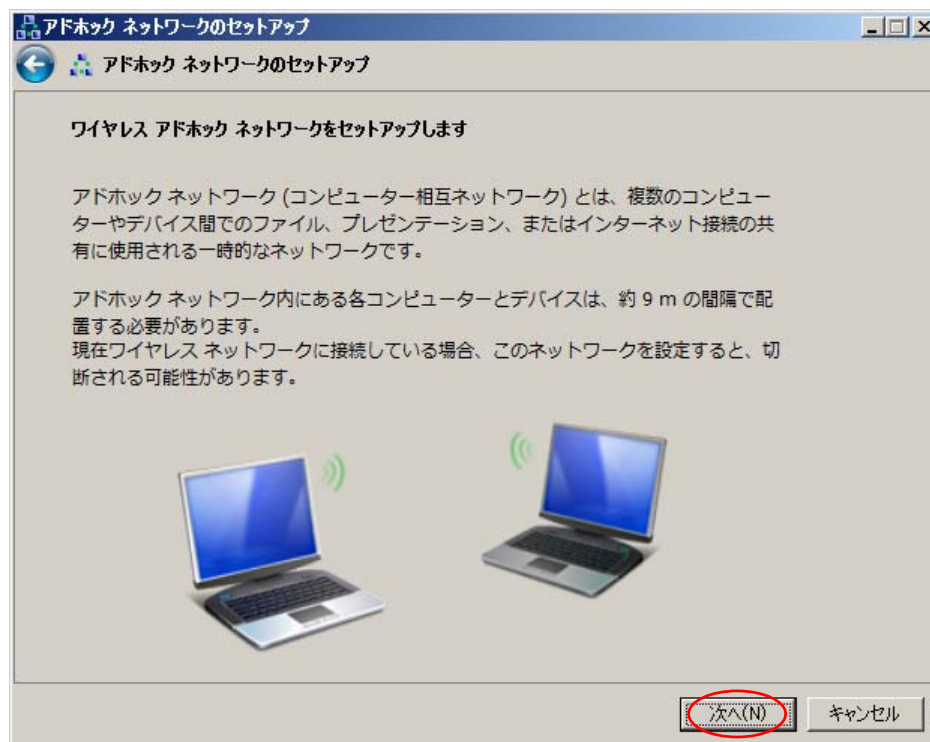 アドホック ネットワークのセットアップ
アドホック ネットワークのセットアップ
ワイヤレス アドホック ネットワークをセットアップします
アドホック ネットワーク (コンピューター相互ネットワーク) とは、複数のコンピュー
ターやデバイス間でのファイル、プレゼンテーション、またはインターネット接続の共
有に使用される一時的なネットワークです。
アドホック ネットワーク内にある各コンピューターとデバイスは、約 9 m の間隔で配
置する必要があります。
現在ワイヤレス ネットワークに接続している場合、このネットワークを設定すると、切
断される可能性があります。
次へ(N)
キャンセル